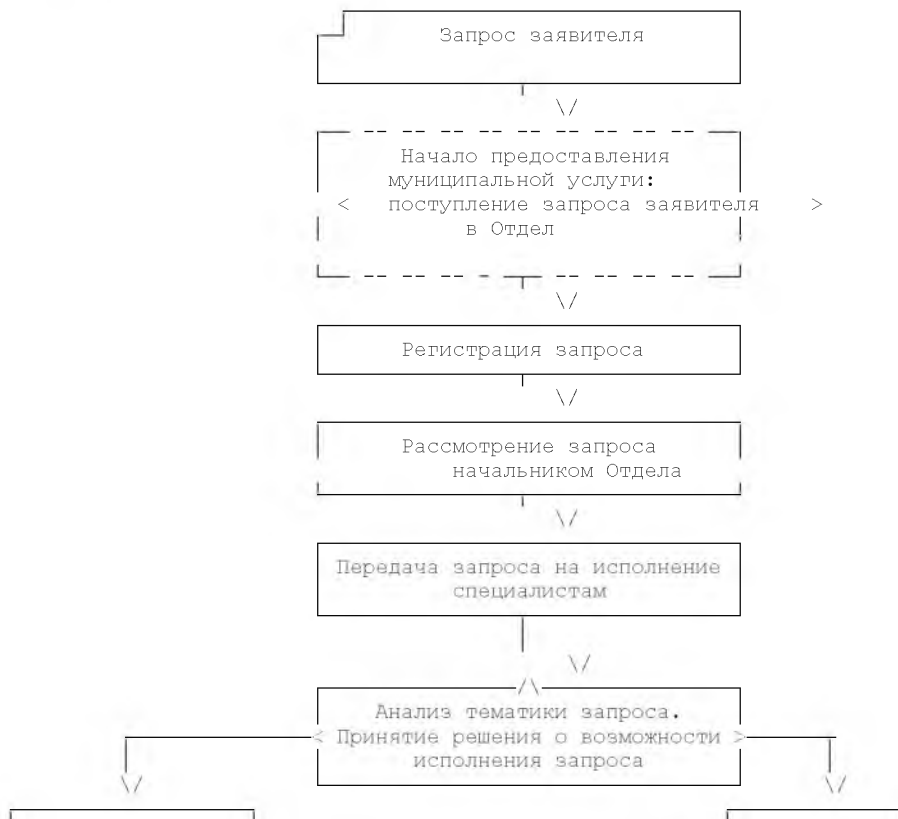 Запрос заявителя
Начало предоставления
муниципальной услуги:
поступление запроса заявителя
в Отдел
Регистрация запроса
Рассмотрение запроса
начальником Отдела
Передача запроса на исполнение
специалистам
Анализ тематики запроса.
Принятие решения о возможности
исполнения запроса